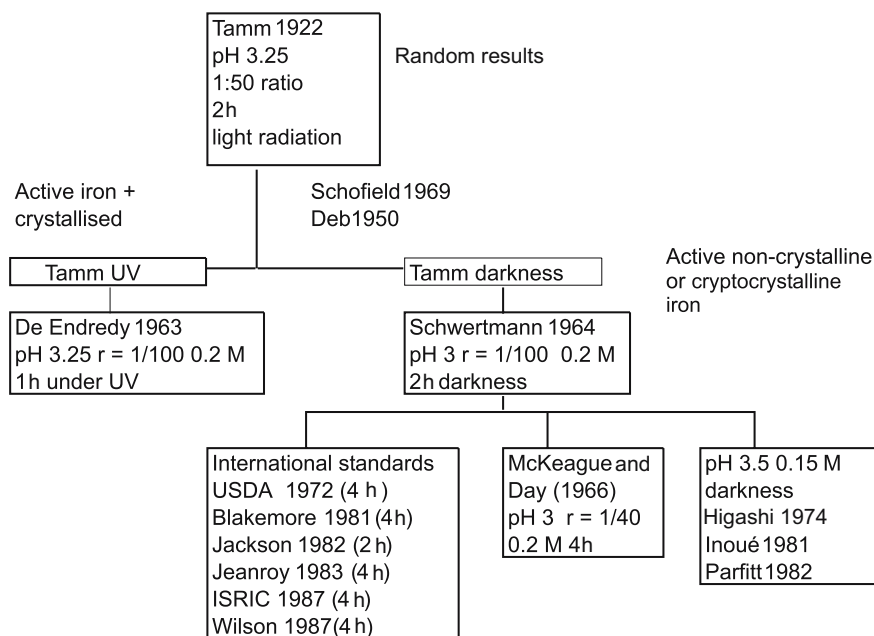 Tamm 1922
pH 3.25
1:50 ratio
2h
light radiation
Random results
Active iron +
crystallised
Schofield 1969
Deb1950
Tamm UV
Tamm darkness
Active non-crystalline
or cryptocrystalline
iron
De Endredy 1963
pH 3.25 r = 1/100 0.2 M
1h under UV
Schwertmann 1964
pH 3 r = 1/100 0.2 M
2h darkness
International standards
USDA 1972 (4 h)
Blakemore 1981 (4h)
Jackson 1982 (2 h)
Jeanroy 1983 (4h)
ISRIC 1987 (4h)
Wilson 1987(4h)
McKeague and
Day (1966)
pH 3 r = 1/40
0.2 M 4h
pH 3.5 0.15 M
darkness
Higashi 1974
Inoué 1981
Parfitt 1982